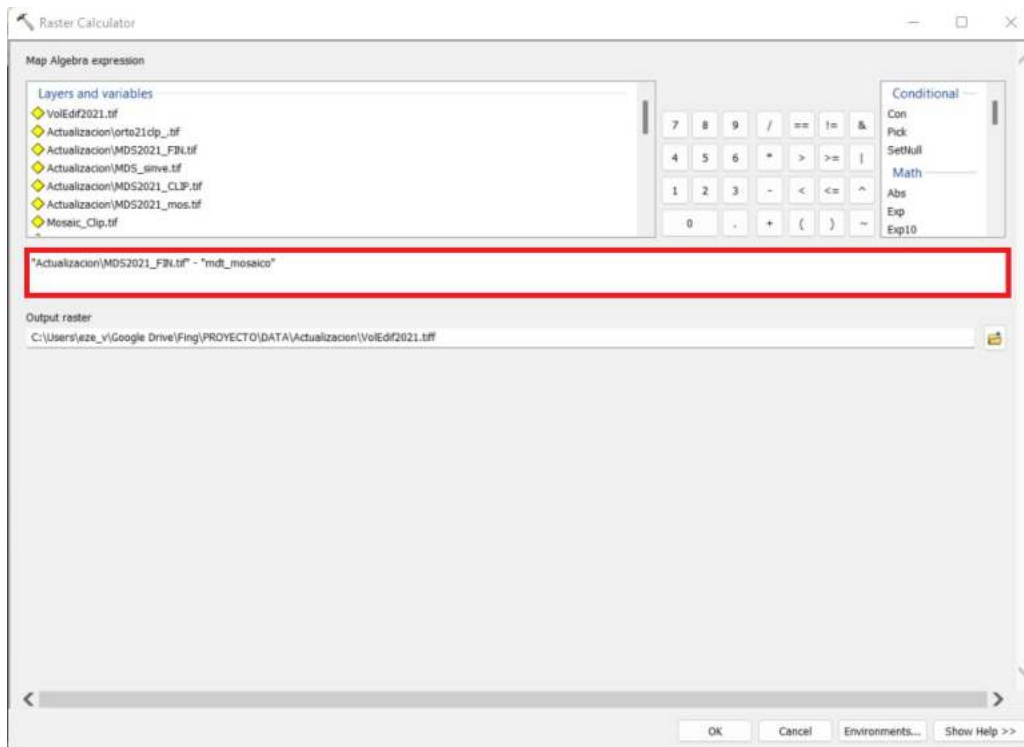 Raster Calculator
Map Algebra expression
Layers and variables
VolEdif2021.tif
Actualizacion\orto21clp_.tif
Actualizacion\MDS2021_FIN.tif
Actualizacion\MDS_sinve.tif
Actualizacion\MDS2021_CLIP.tif
Actualizacion\MDS2021_mos.tif
Mosaic_Clip.tif
7 8 9 / == != &
4 5 6 * > >= |
1 2 3 - < <= ^
0 . + ( ) ~
Conditional
Con
Pick
SetNull
Math
Abs
Exp
Exp10
"Actualizacion\MDS2021_FIN.tif" - "mdt_mosaico"
Output raster
C:\Users\eze_v\Google Drive\Fing\PROYECTO\DATA\Actualizacion\VolEdif2021.tiff
OK Cancel Environments... Show Help >>